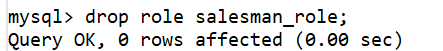 mysql> drop role salesman_role;
Query OK, 0 rows affected (0.00 sec)